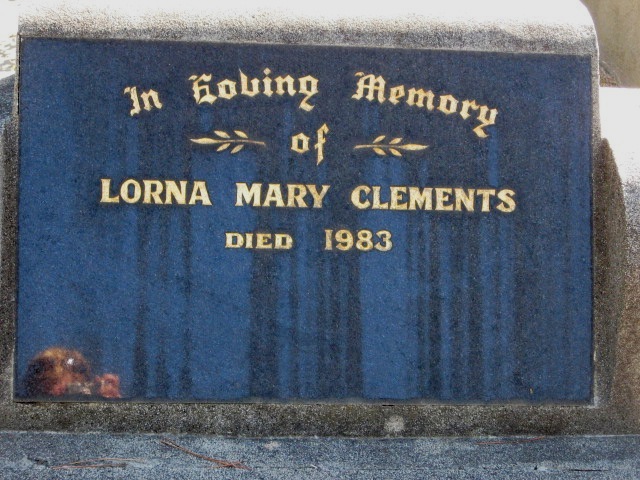 In Loving Memory
of
LORNA MARY CLEMENTS
DIED 1983